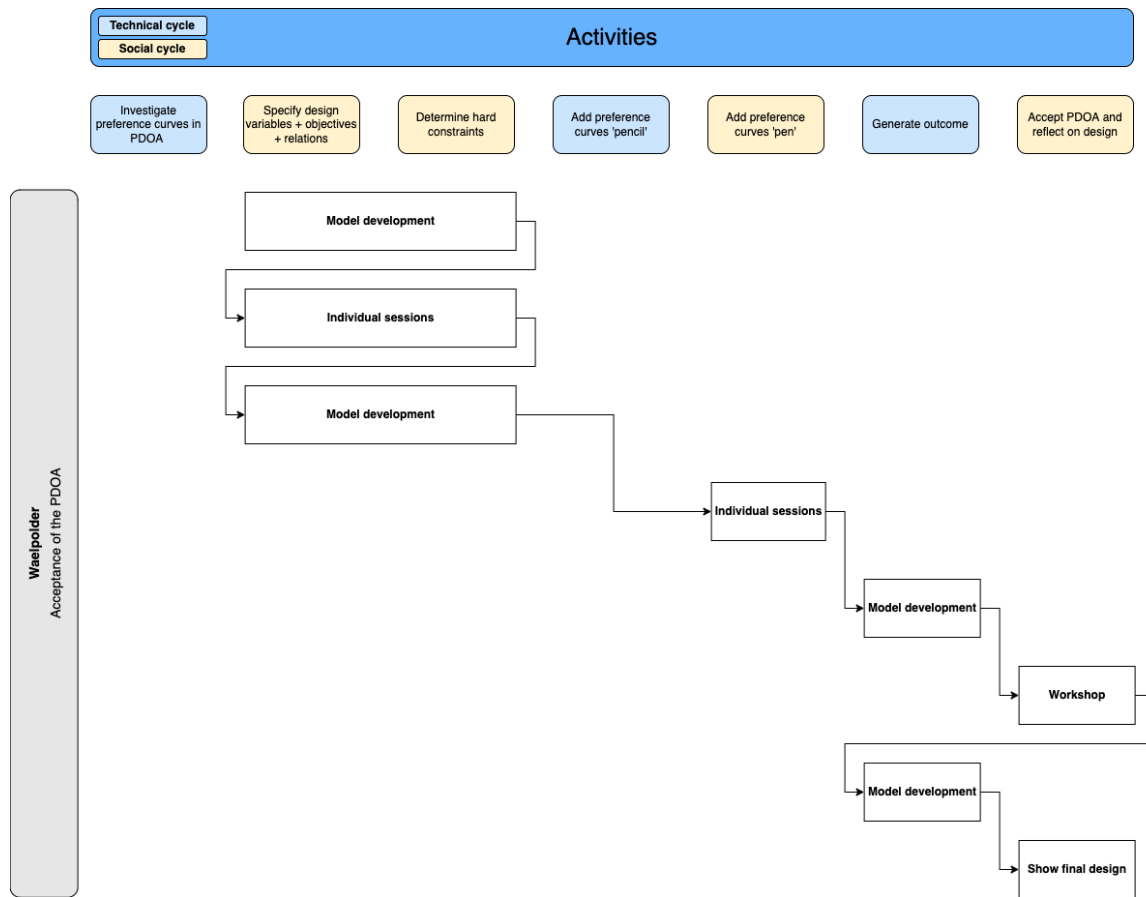 Technical cycle
Social cycle
Activities
Investigate
preference curves in
PDOA
Specify design
variables + objectives
+ relations
Determine hard
constraints
Add preference
curves 'pencil'
Add preference
curves 'pen'
Generate outcome
Accept PDOA and
reflect on design
Waelpolder
Acceptance of the PDOA
Model development
Individual sessions
Model development
Individual sessions
Model development
Workshop
Model development
Show final design